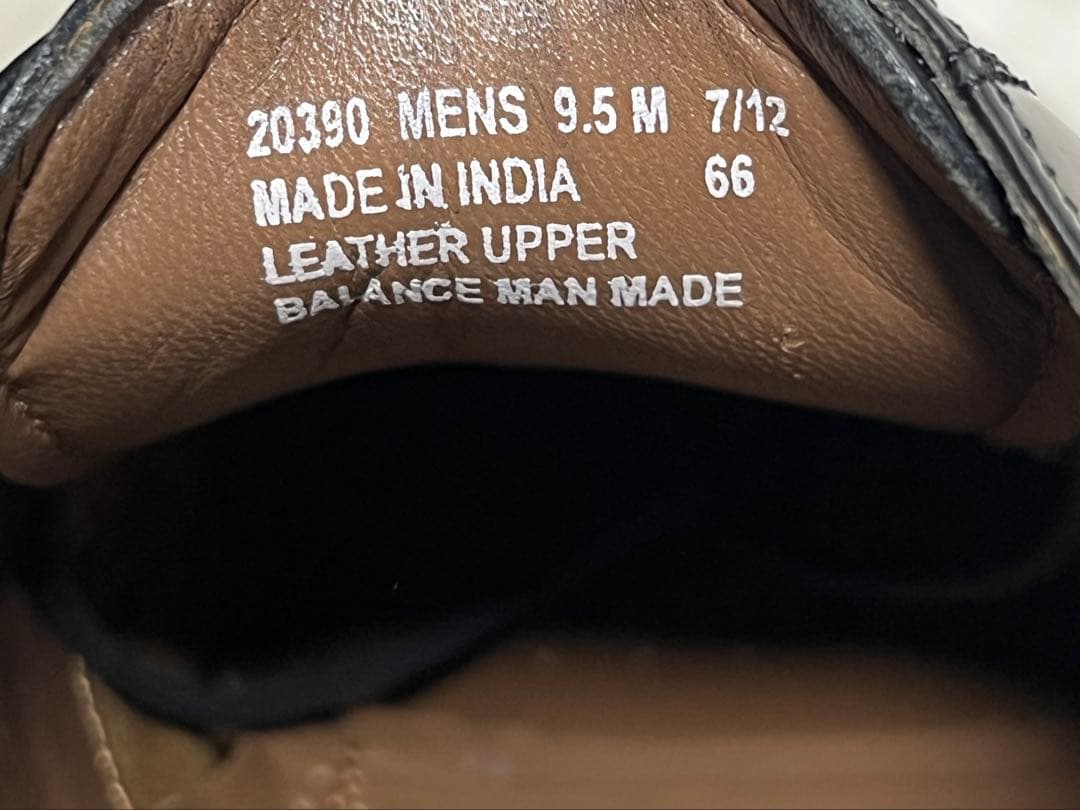 20390 MENS 9.5 M 7/12
MADE IN INDIA 66
LEATHER UPPER
BALANCE MAN MADE